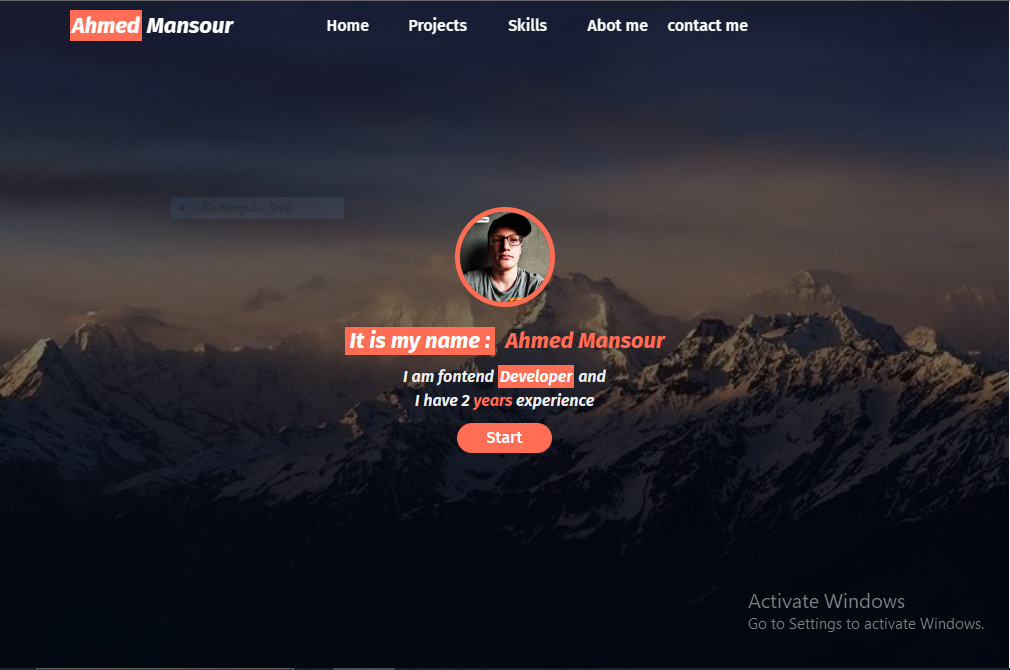 Ahmed Mansour Home Projects Skills Abot me contact me
Rectangular Snip
It is my name : Ahmed Mansour
I am fontend Developer and
I have 2 years experience
Start
Activate Windows
Go to Settings to activate Windows.